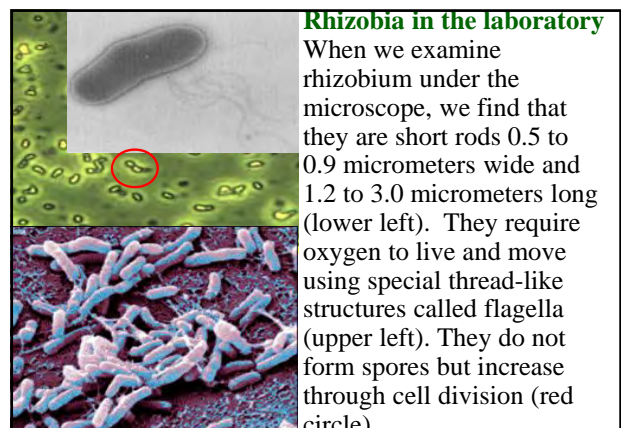 Rhizobia in the laboratory
When we examine
rhizobium under the
microscope, we find that
they are short rods 0.5 to
0.9 micrometers wide and
1.2 to 3.0 micrometers long
(lower left).  They require
oxygen to live and move
using special thread-like
structures called flagella
(upper left). They do not
form spores but increase
through cell division (red
circle)